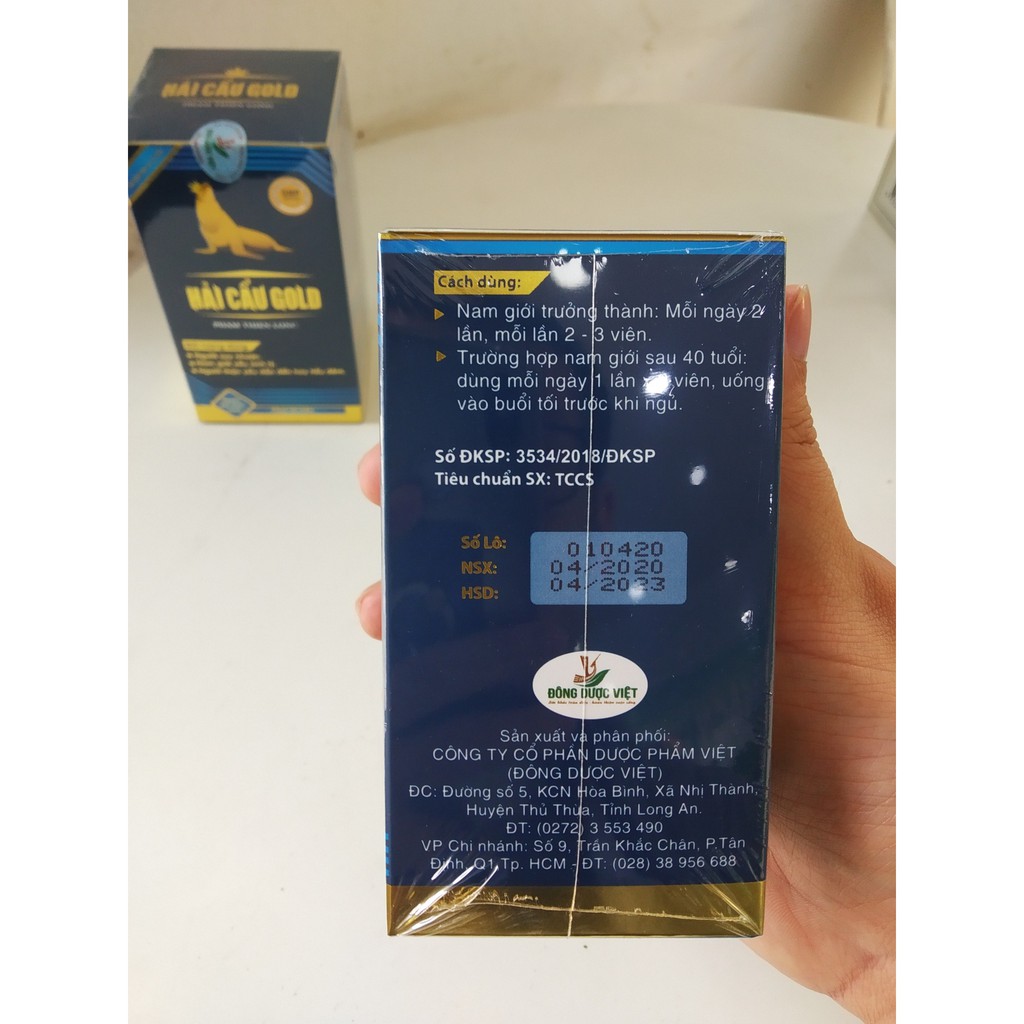 HẢI CẨU GOLD
HẢI CẨU GOLD
Cách dùng:
Nam giới trưởng thành: Mỗi ngày 2
lần, mỗi lần 2 - 3 viên.
Trường hợp nam giới sau 40 tuổi:
dùng mỗi ngày 1 lần x viên, uống
vào buổi tối trước khi ngủ.
Số ĐKSP: 3534/2018/ĐKSP
Tiêu chuẩn SX: TCCS
Số Lô: 010420
NSX: 04/2020
HSD: 04/2023
ĐÔNG DƯỢC VIỆT
Sản xuất và phân phối:
CÔNG TY CỔ PHẦN DƯỢC PHẨM VIỆT
(ĐÔNG DƯỢC VIỆT)
ĐC: Đường số 5, KCN Hòa Bình, Xã Nhị Thành,
Huyện Thủ Thừa, Tỉnh Long An.
ĐT: (0272) 3 553 490
VP Chi nhánh: Số 9, Trần Khắc Chân, P.Tân
Định, Q1,Tp. HCM - ĐT: (028) 38 956 688